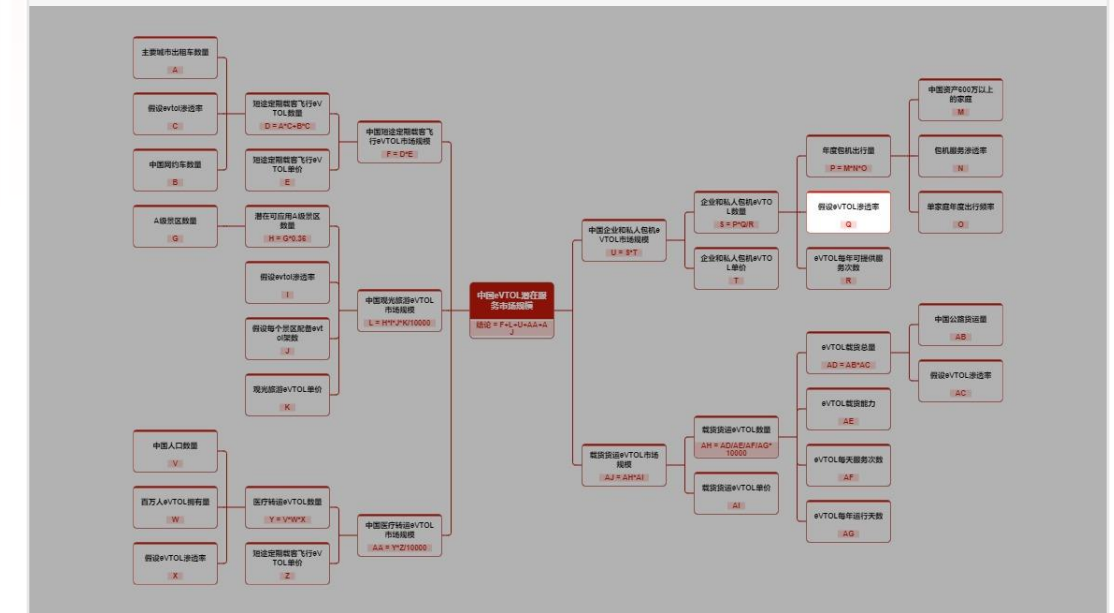 主要城市出租车数量
A
假设evtol渗透率
C
中国网约车数量
B
短途定期载客飞行eV
TOL数量
D = A*C+B*C
短途定期载客飞行eV
TOL单价
E
中国短途定期载客飞
行eVTOL市场规模
F = D*E
A级景区数量
G
潜在可应用A级景区
数量
H = G*0.36
假设evtol渗透率
I
假设每个景区配备evt
ol架数
J
观光旅游eVTOL单价
K
中国观光旅游eVTOL
市场规模
L = H*I*J*K/10000
中国人口数量
V
百万人eVTOL拥有量
W
假设eVTOL渗透率
X
医疗转运eVTOL数量
Y = V*W*X
短途定期载客飞行eV
TOL单价
Z
中国医疗转运eVTOL
市场规模
AA = Y*Z/10000
中国eVTOL潜在服
务市场规模
结论 = F+L+U+AA+A
J
中国企业和私人包机e
VTOL市场规模
U = S*T
企业和私人包机eVTO
L数量
S = P*Q/R
企业和私人包机eVTO
L单价
T
年度包机出行量
P = M*N*O
假设eVTOL渗透率
Q
eVTOL每年可提供服
务次数
R
中国资产600万以上
的家庭
M
包机服务渗透率
N
单家庭年度出行频率
O
载货货运eVTOL市场
规模
AJ = AH*AI
载货货运eVTOL数量
AH = AD/AE/AF/AG*
10000
载货货运eVTOL单价
AI
eVTOL载货总量
AD = AB*AC
eVTOL载货能力
AE
eVTOL每天服务次数
AF
eVTOL每年运行天数
AG
中国公路货运量
AB
假设eVTOL渗透率
AC